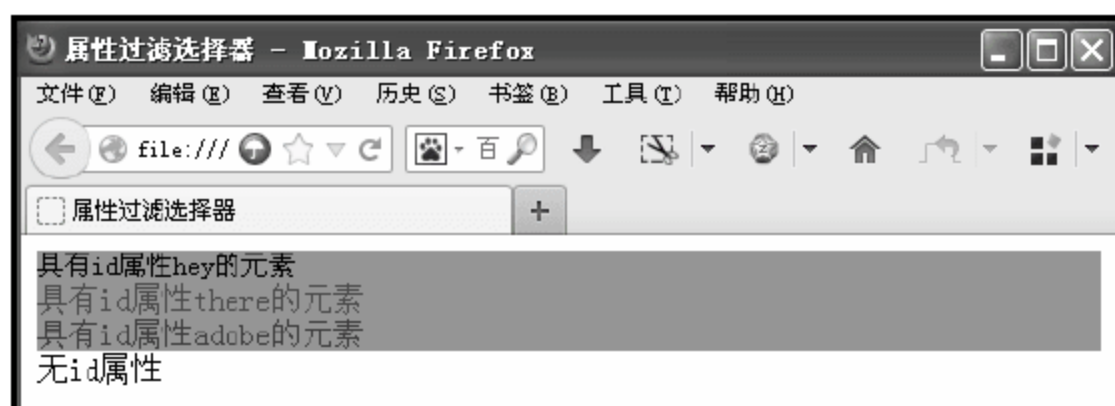 属性过滤选择器 - Mozilla Firefox
文件(F) 编辑(E) 查看(V) 历史(S) 书签(B) 工具(T) 帮助(H)
file:/// 百
属性过滤选择器 +
具有id属性hey的元素
具有id属性there的元素
具有id属性adobe的元素
无id属性